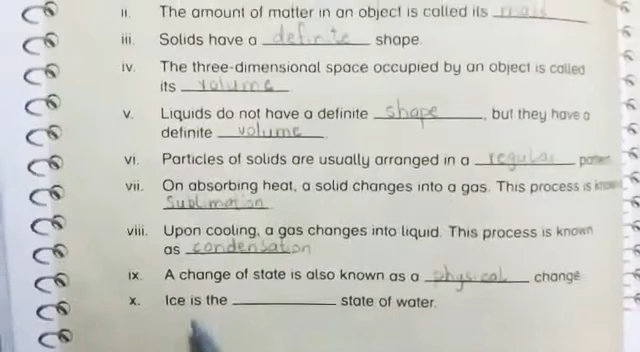 ii. The amount of matter in an object is called its
iii. Solids have a definite shape.
iv. The three-dimensional space occupied by an object is called
its volume
v. Liquids do not have a definite shape, but they have a
definite volume
vi. Particles of solids are usually arranged in a regular pattern.
vii. On absorbing heat, a solid changes into a gas. This process is known
Sublimation
viii. Upon cooling, a gas changes into liquid. This process is known
as condensation
ix. A change of state is also known as a physical change
x. Ice is the ________ state of water.